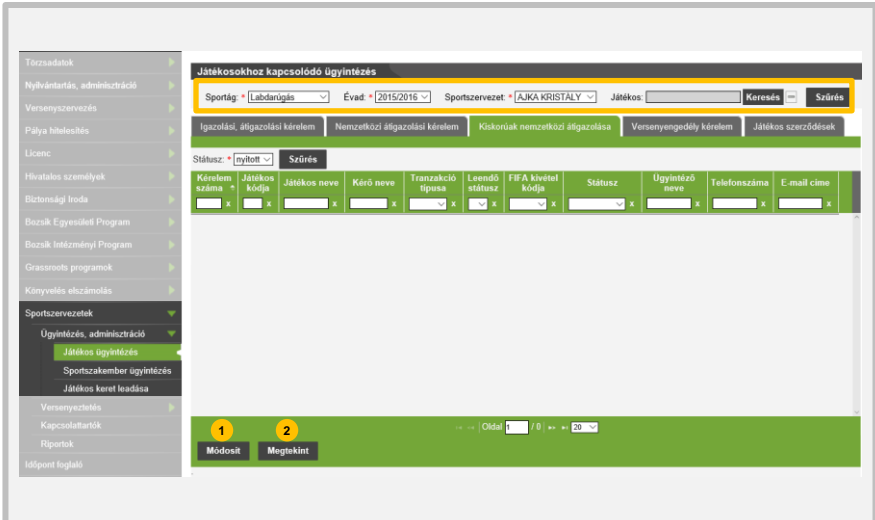 Törzsadatok
Nyilvántartás, adminisztráció
Versenyszervezés
Pálya hitelesítés
Licenc
Hivatalos személyek
Biztonsági Iroda
Bozsik Egyesületi Program
Bozsik Intézményi Program
Grassroots programok
Könyvelés elszámolás
Sportszervezetek
Ügyintézés, adminisztráció
Játékos ügyintézés
Sportszakember ügyintézés
Játékos keret leadása
Versenyeztetés
Kapcsolattartók
Riportok
Időpont foglaló
Játékosokhoz kapcsolódó ügyintézés
Sportág: * Labdarúgás Évad: * 2015/2016 Sportszervezet: * AJKA KRISTÁLY Játékos: Keresés Szűrés
Igazolási, átigazolási kérelem Nemzetközi átigazolási kérelem Kiskorúak nemzetközi átigazolása Versenyengedély kérelem Játékos szerződések
Státusz: * nyitott Szűrés
Kérelem száma Játékos kódja Játékos neve Kérő neve Tranzakció típusa Leendő státusz FIFA kivétel kódja Státusz Ügyintéző neve Telefonszáma E-mail címe
x x x x x x x x x x x
Oldal 1 / 0 20
1 2
Módosít Megtekint